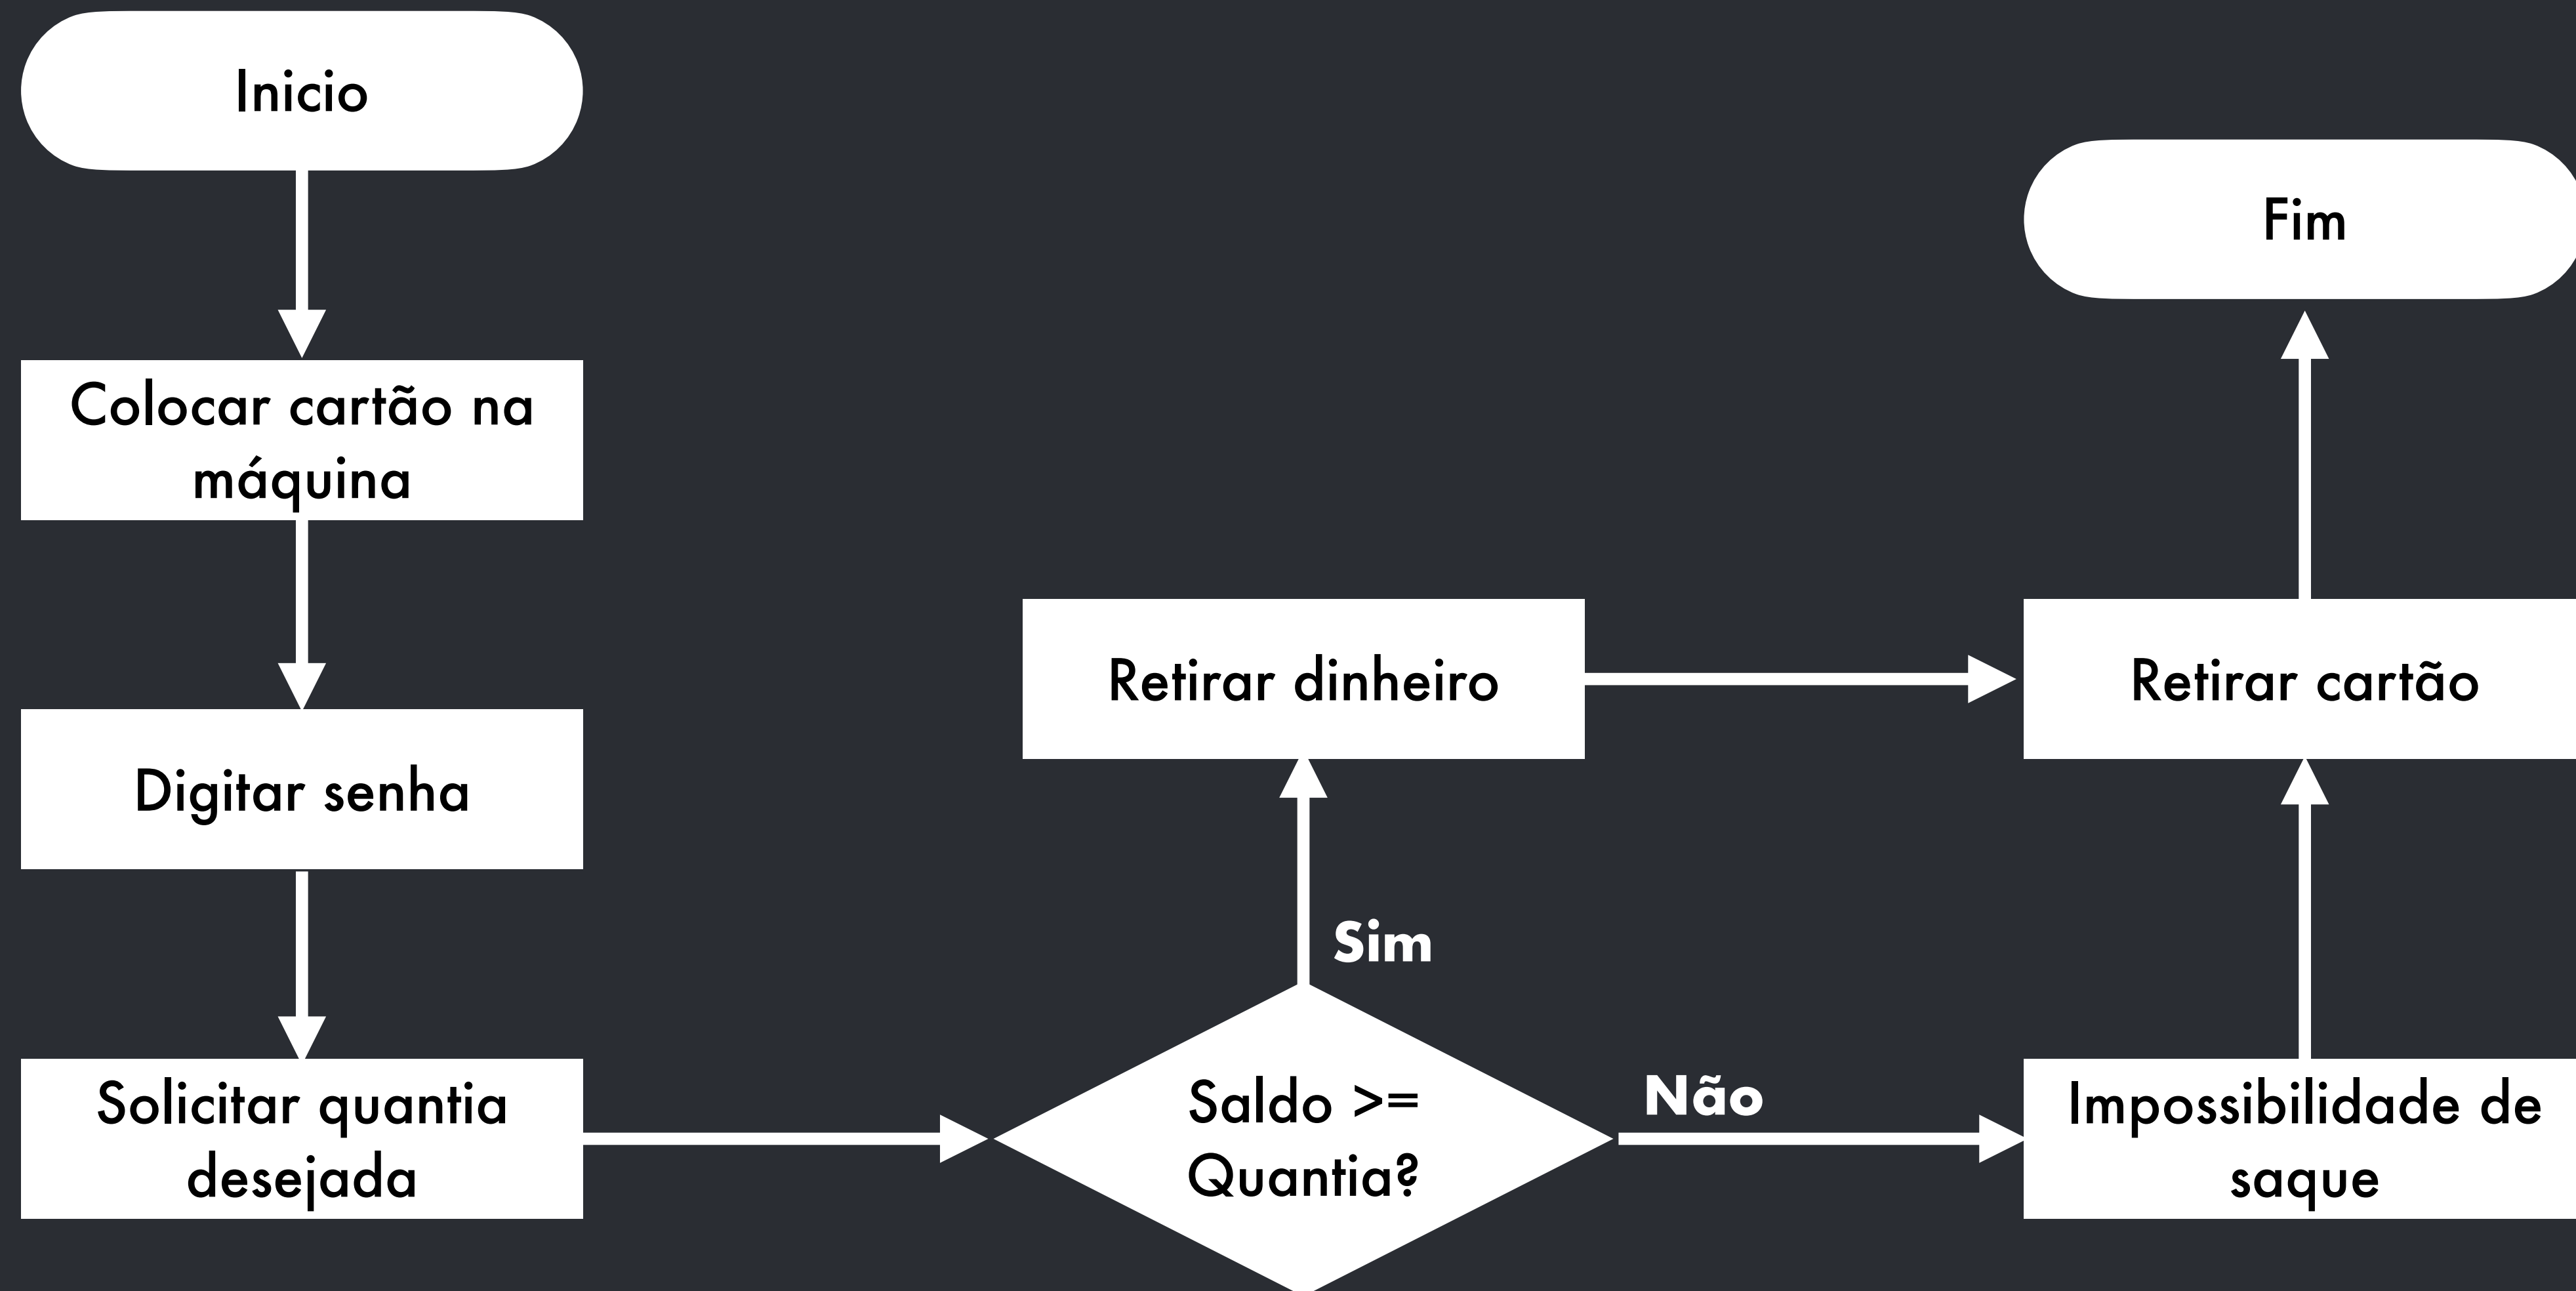 Inicio
Colocar cartão na
máquina
Digitar senha
Solicitar quantia
desejada
Saldo >=
Quantia?
Sim
Retirar dinheiro
Não
Impossibilidade de
saque
Retirar cartão
Fim